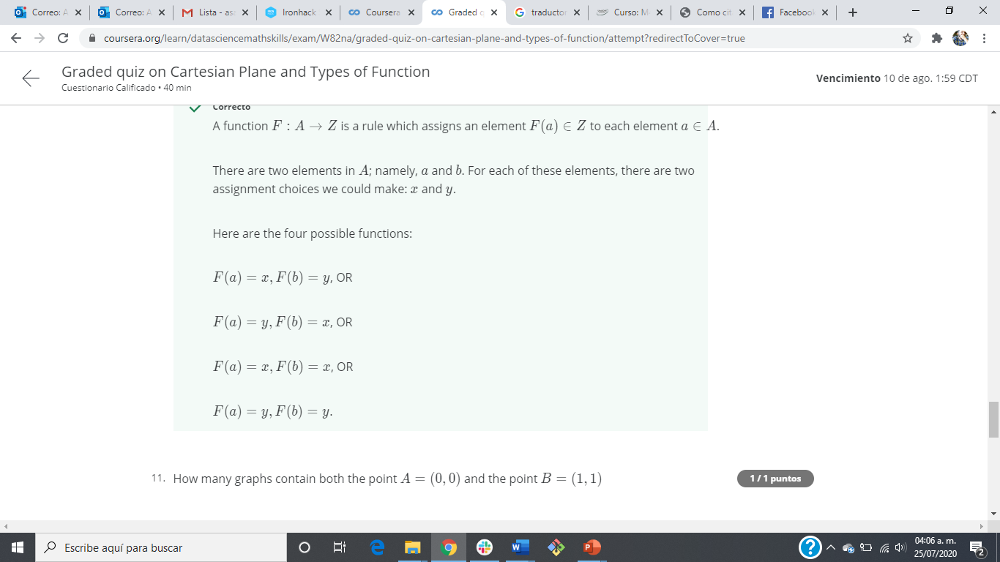 Correo: A
Correo: A
Lista - asa
Ironhack
Coursera
Graded q
traductor
Curso: M
Como cit
Facebook
coursera.org/learn/datasciencemathskills/exam/W82na/graded-quiz-on-cartesian-plane-and-types-of-function/attempt?redirectToCover=true
Graded quiz on Cartesian Plane and Types of Function
Cuestionario Calificado • 40 min
Vencimiento 10 de ago. 1:59 CDT
Correcto
A function F : A → Z is a rule which assigns an element F(a) ∈ Z to each element a ∈ A.
There are two elements in A; namely, a and b. For each of these elements, there are two
assignment choices we could make: x and y.
Here are the four possible functions:
F(a) = x, F(b) = y, OR
F(a) = y, F(b) = x, OR
F(a) = x, F(b) = x, OR
F(a) = y, F(b) = y.
11. How many graphs contain both the point A = (0, 0) and the point B = (1, 1)
1 / 1 puntos
Escribe aquí para buscar
04:06 a. m.
25/07/2020
2